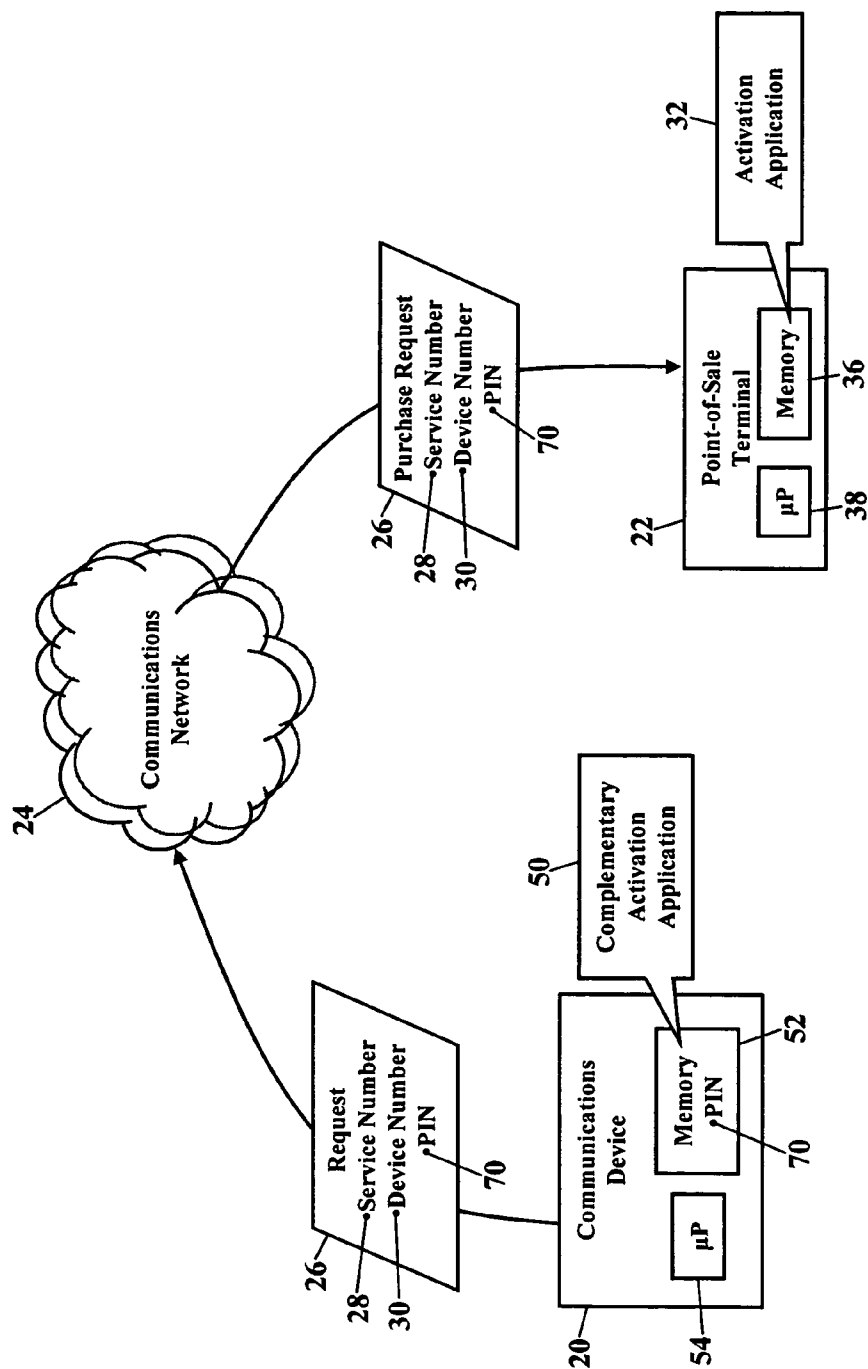 24
Communications
Network
Request
26
28
•Service Number
30
•Device Number
•PIN
70
Purchase Request
26
28
•Service Number
30
•Device Number
•PIN
70
50
Complementary
Activation
Application
32
Activation
Application
20
Communications
Device
µP
54
Memory
•PIN
52
70
22
Point-of-Sale
Terminal
µP
38
Memory
36